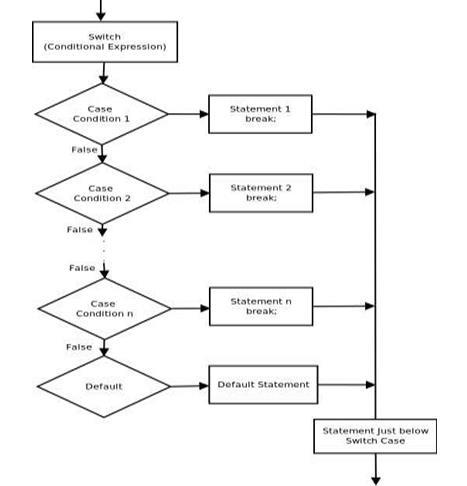 Switch
(Conditional Expression)
Case
Condition 1
Statement 1
break;
False
Case
Condition 2
Statement 2
break;
False
False
Case
Condition n
Statement n
break;
False
Default
Default Statement
Statement Just below
Switch Case